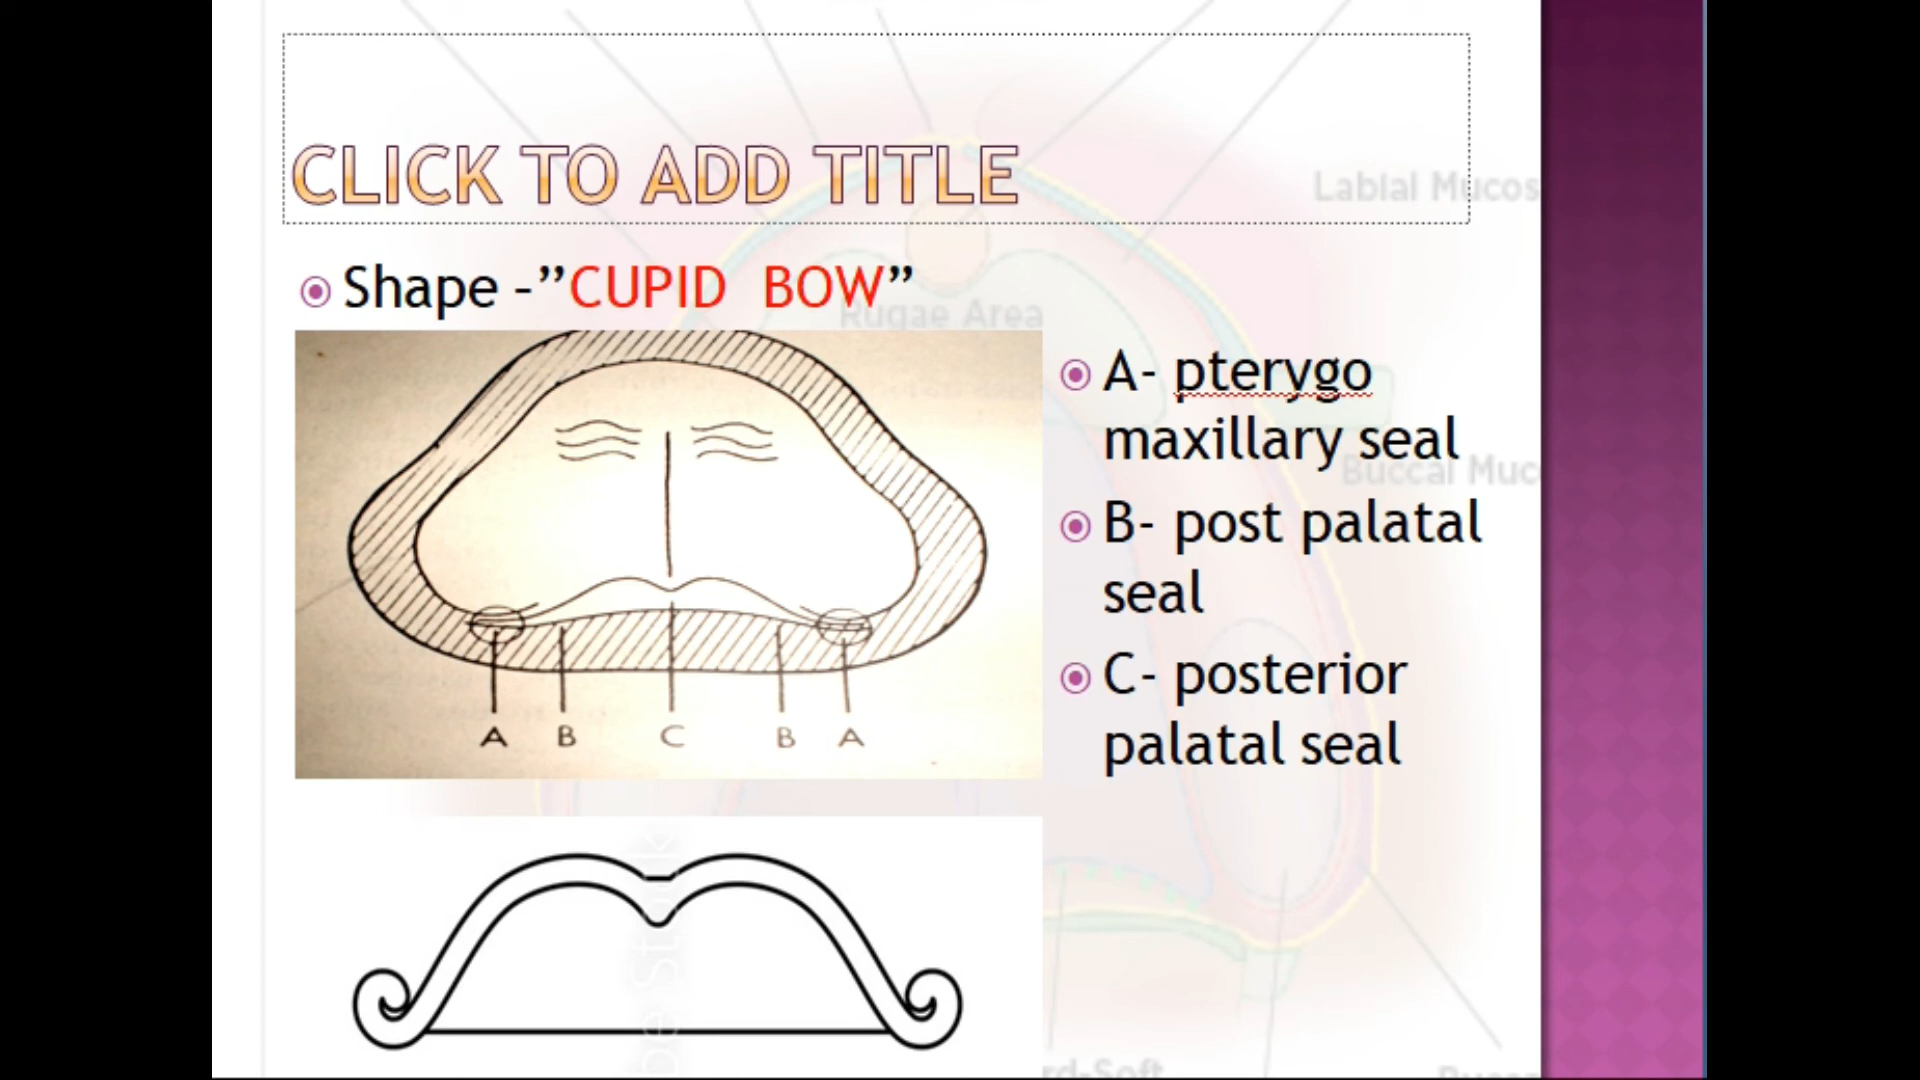 CLICK TO ADD TITLE
Labial Mucos
Shape -”CUPID BOW”
Rugae Area
A- pterygo
maxillary seal
Buccal Muc
B- post palatal
seal
C- posterior
palatal seal
A B C B A
rd-Soft